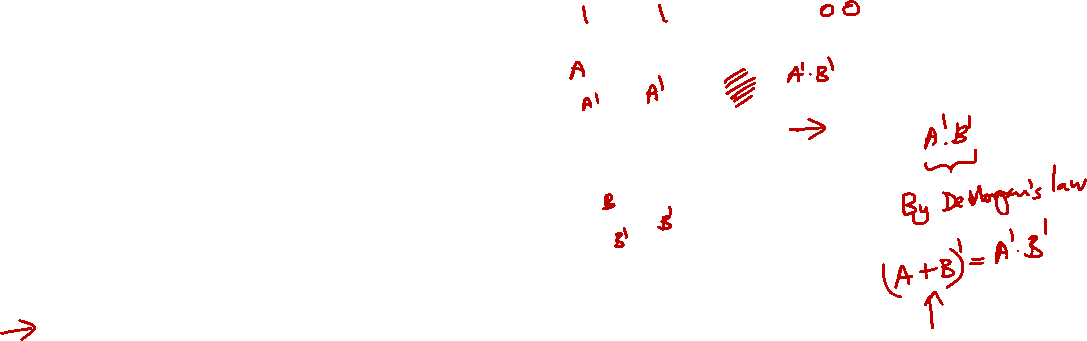 1 1 00
A
A' A' A'·B'
A'·B'
By DeMorgan's law
B
B' B'
(A+B)' = A'·B'